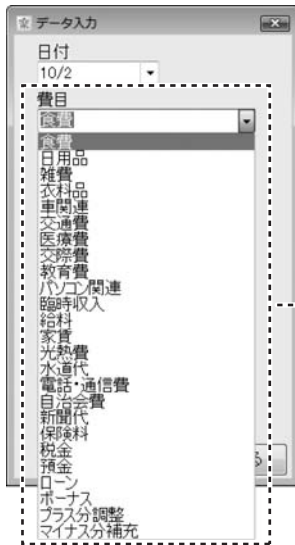 データ入力
日付
10/2
費目
食費
食費
日用品
雑費
衣料品
車関連
交通費
医療費
交際費
教育費
パソコン関連
臨時収入
給料
家賃
光熱費
水道代
電話・通信費
自治会費
新聞代
保険料
税金
預金
ローン
ボーナス
プラス分調整
マイナス分補充
る